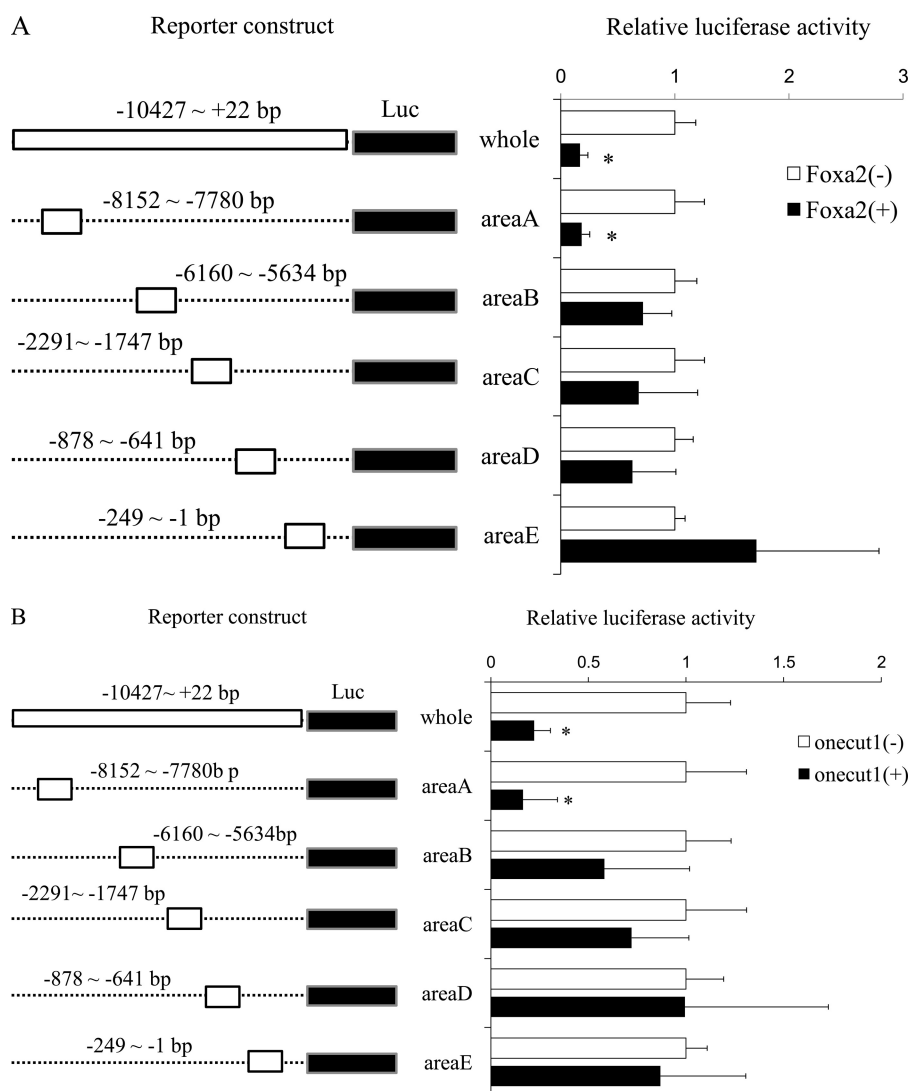 A
Reporter construct
Relative luciferase activity
0 1 2 3
-10427 ~ +22 bp
Luc
whole
*
-8152 ~ -7780 bp
areaA
*
Foxa2(-)
Foxa2(+)
-6160 ~ -5634 bp
areaB
-2291~ -1747 bp
areaC
-878 ~ -641 bp
areaD
-249 ~ -1 bp
areaE
B
Reporter construct
Relative luciferase activity
0 0.5 1 1.5 2
-10427~ +22 bp
Luc
whole
*
onecut1(-)
onecut1(+)
-8152 ~ -7780b p
areaA
*
-6160 ~ -5634bp
areaB
-2291~ -1747 bp
areaC
-878 ~ -641 bp
areaD
-249 ~ -1 bp
areaE